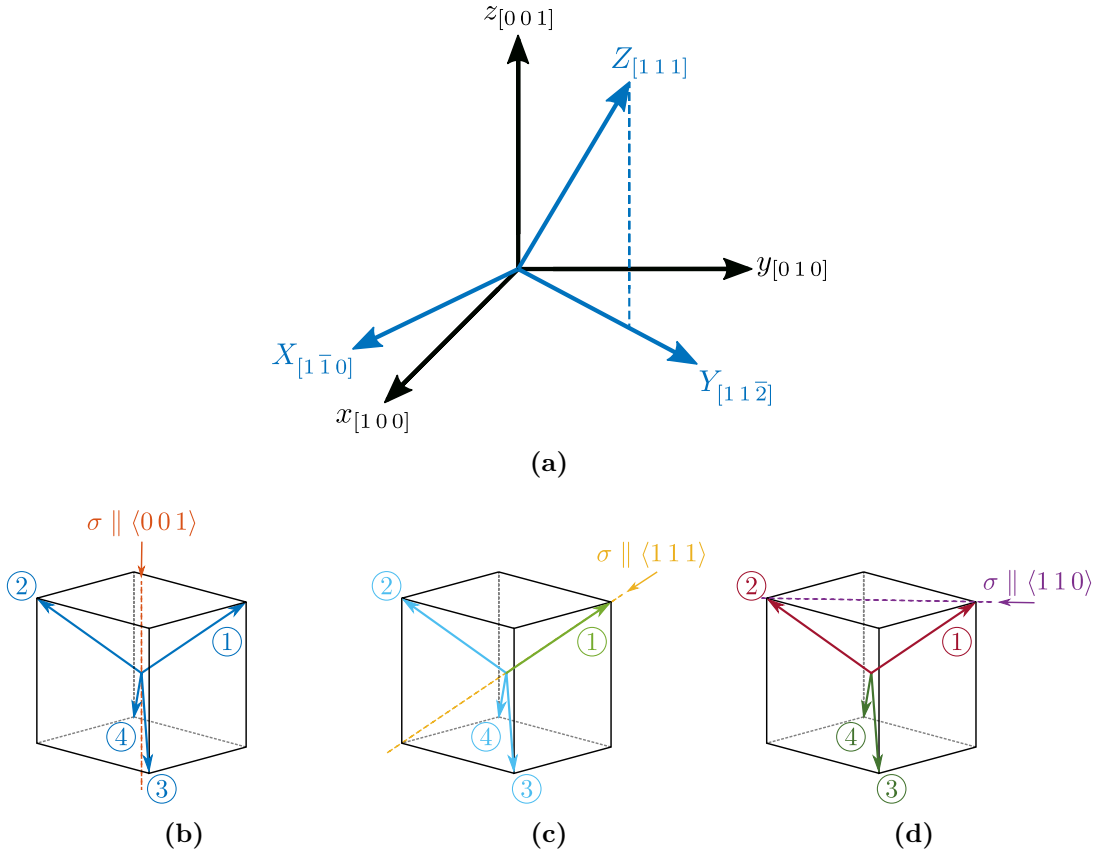 z[0 0 1]
Z[1 1 1]
y[0 1 0]
X[1 1̅ 0]
Y[1 1 2̅]
x[1 0 0]
(a)
σ ∥ ⟨0 0 1⟩
σ ∥ ⟨1 1 1⟩
σ ∥ ⟨1 1 0⟩
② ① ④ ③
② ① ④ ③
② ① ④ ③
(b) (c) (d)